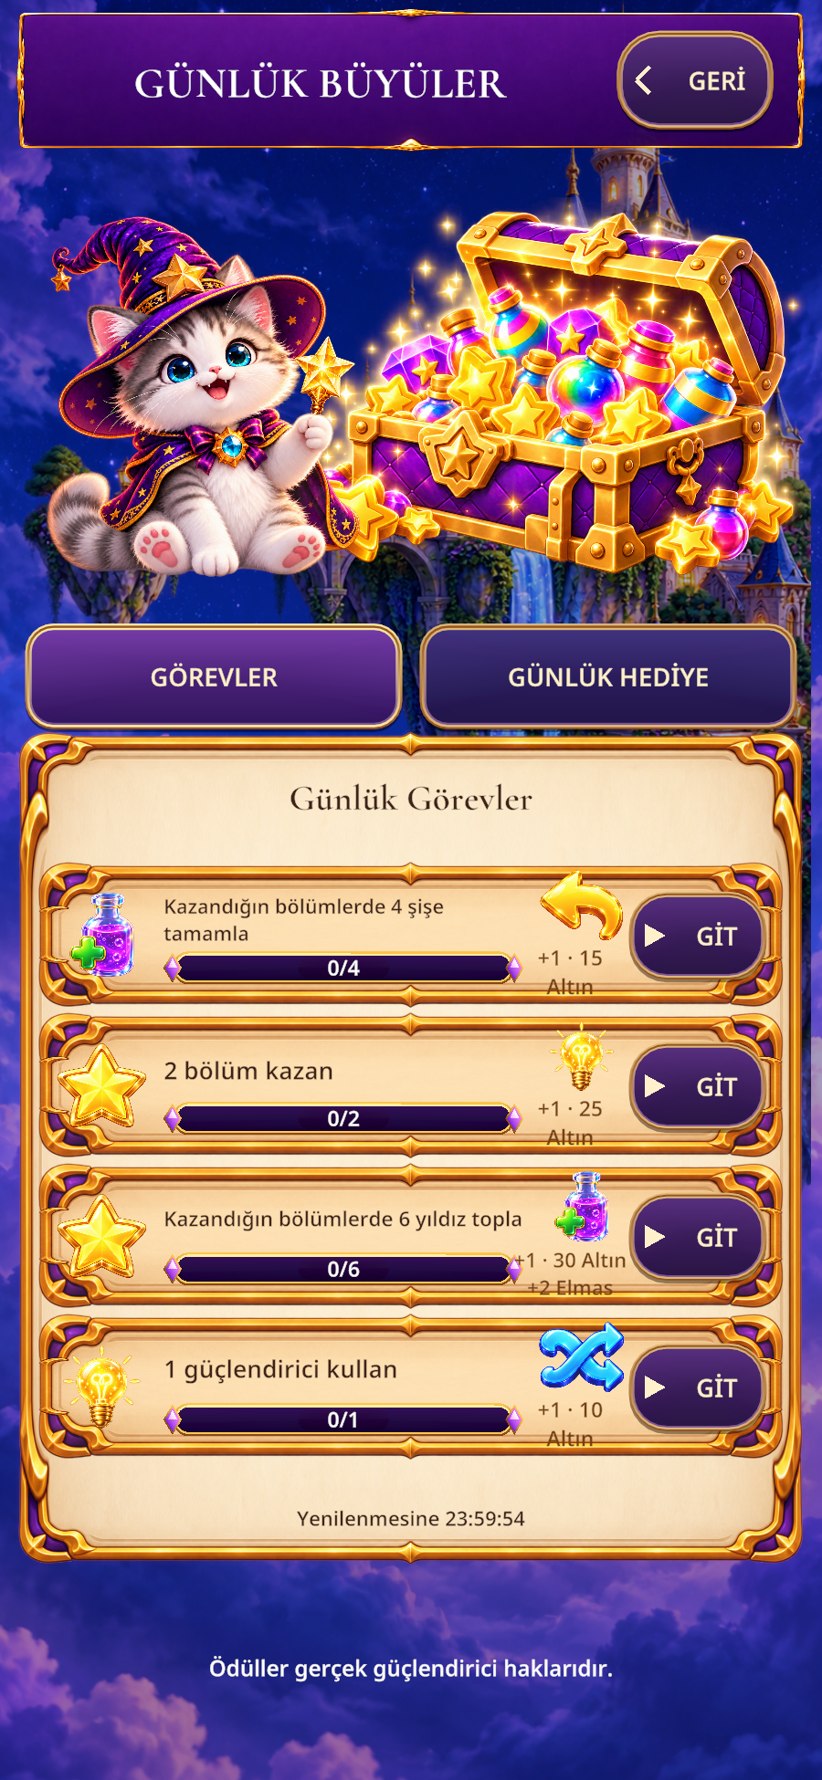 GÜNLÜK BÜYÜLER
GERİ
GÖREVLER
GÜNLÜK HEDİYE
Günlük Görevler
Kazandığın bölümlerde 4 şişe
tamamla
0/4
+1 · 15
Altın
GİT
2 bölüm kazan
0/2
+1 · 25
Altın
GİT
Kazandığın bölümlerde 6 yıldız topla
0/6
+1 · 30 Altın
+2 Elmas
GİT
1 güçlendirici kullan
0/1
+1 · 10
Altın
GİT
Yenilenmesine 23:59:54
Ödüller gerçek güçlendirici haklarıdır.